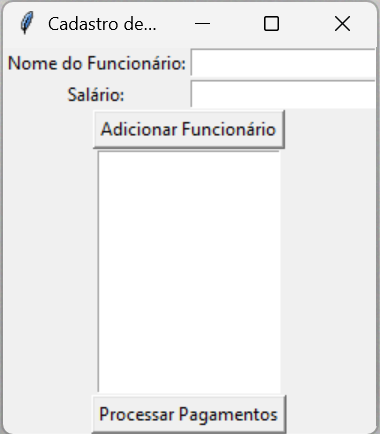 Cadastro de...
Nome do Funcionário:
Salário:
Adicionar Funcionário
Processar Pagamentos